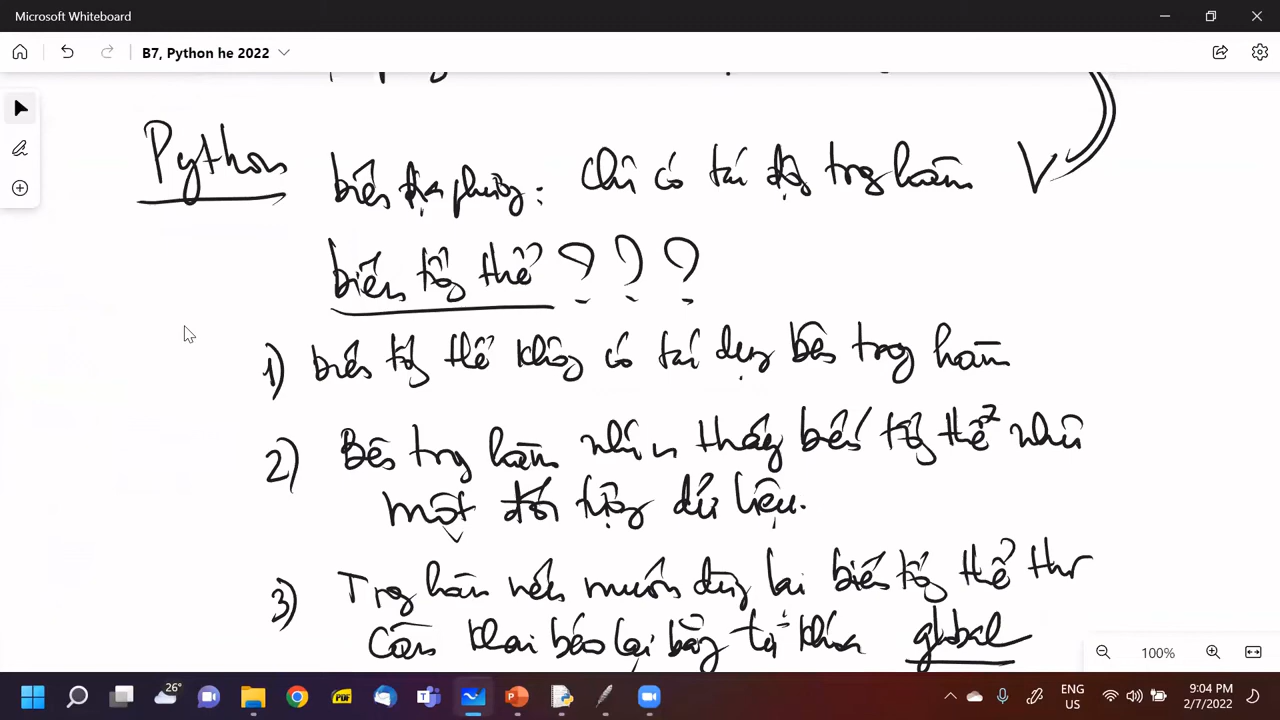 Microsoft Whiteboard
B7, Python he 2022
Python biến địa phương: chỉ có tác động trong hàm V
biến tổng thể ? ? ?
1) biến tổng thể không có tác dụng bên trong hàm
2) Bên trong hàm nhìn thấy biến tổng thể như
một đối tượng dữ liệu.
3) Trong hàm nếu muốn dùng lại biến tổng thể thì
cần khai báo lại bằng từ khóa global
100%
26°
PDF
ENG
US
9:04 PM
2/7/2022